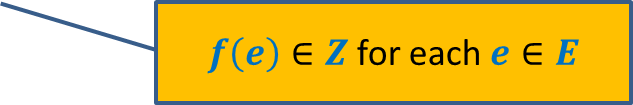 f(e) ∈ Z for each e ∈ E